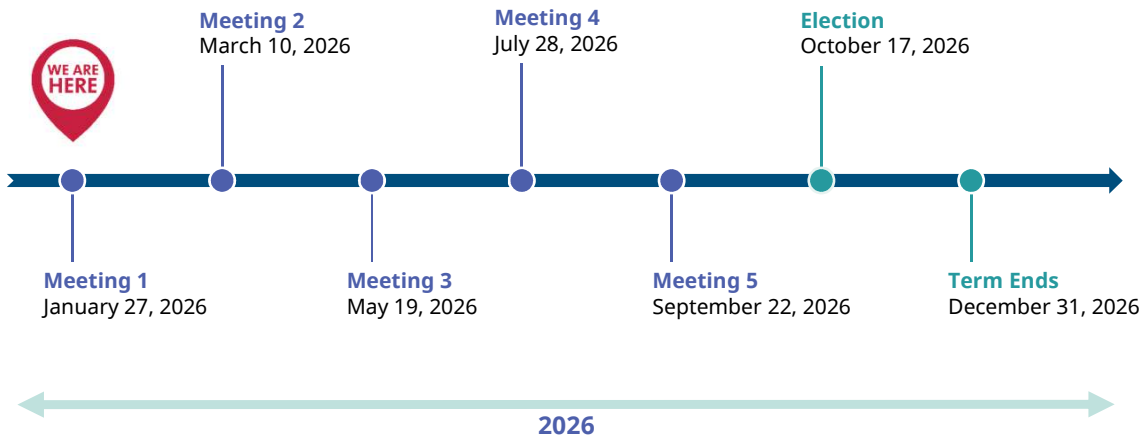 Meeting 2
March 10, 2026
Meeting 4
July 28, 2026
Election
October 17, 2026
WE ARE
HERE
Meeting 1
January 27, 2026
Meeting 3
May 19, 2026
Meeting 5
September 22, 2026
Term Ends
December 31, 2026
2026